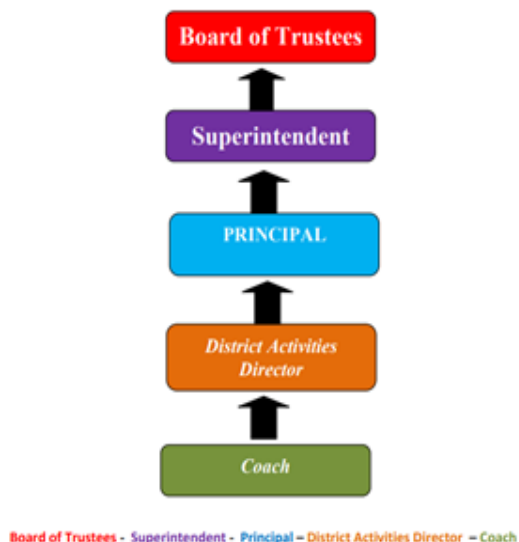 Board of Trustees
Superintendent
PRINCIPAL
District Activities
Director
Coach
Board of Trustees - Superintendent - Principal – District Activities Director – Coach